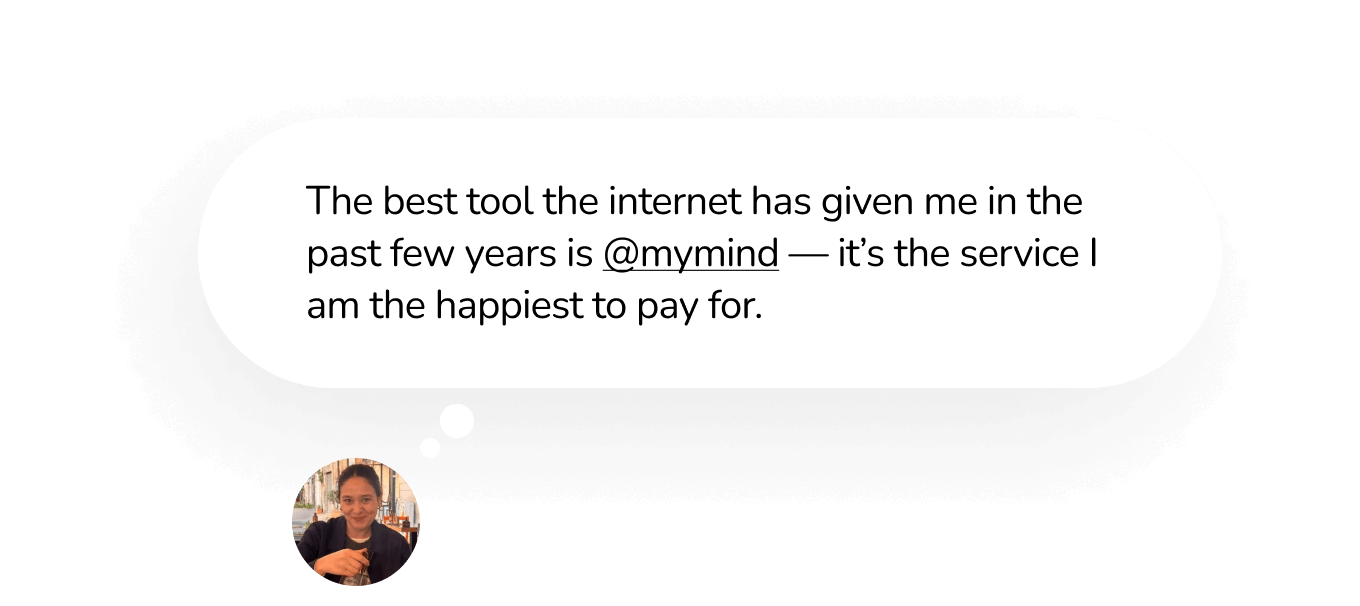 The best tool the internet has given me in the
past few years is @mymind — it’s the service I
am the happiest to pay for.